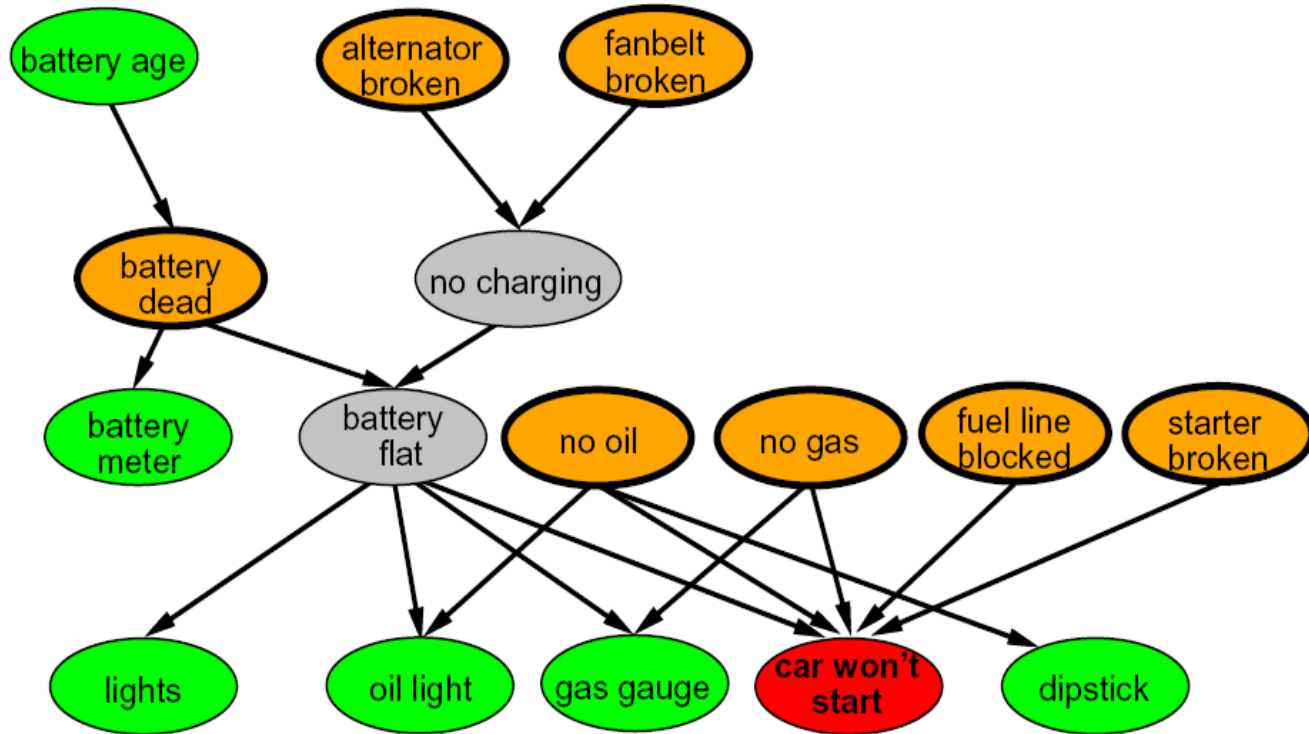 battery age
alternator
broken
fanbelt
broken
battery
dead
no charging
battery
meter
battery
flat
no oil
no gas
fuel line
blocked
starter
broken
lights
oil light
gas gauge
car won't
start
dipstick